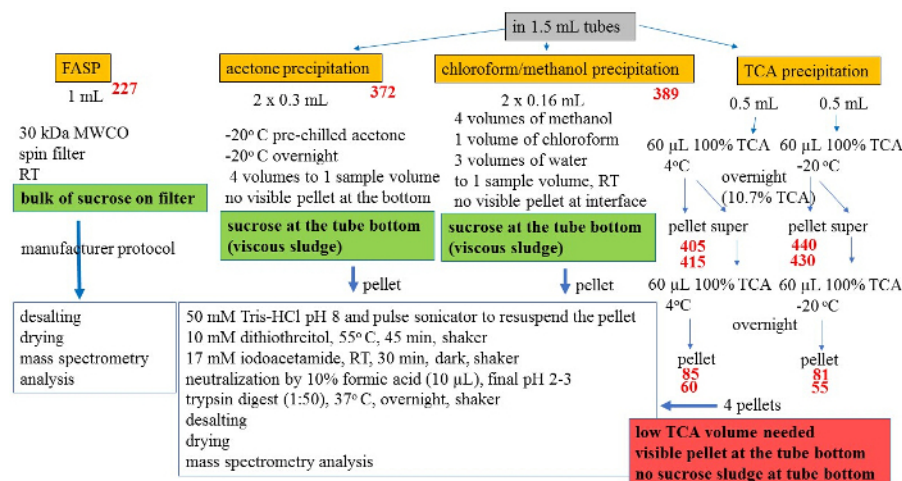 in 1.5 mL tubes
FASP
227
1 mL
30 kDa MWCO
spin filter
RT
bulk of sucrose on filter
manufacturer protocol
desalting
drying
mass spectrometry
analysis
acetone precipitation
372
2 x 0.3 mL
-20° C pre-chilled acetone
-20° C overnight
4 volumes to 1 sample volume
no visible pellet at the bottom
sucrose at the tube bottom
(viscous sludge)
pellet
chloroform/methanol precipitation
389
2 x 0.16 mL
4 volumes of methanol
1 volume of chloroform
3 volumes of water
to 1 sample volume, RT
no visible pellet at interface
sucrose at the tube bottom
(viscous sludge)
pellet
50 mM Tris-HCl pH 8 and pulse sonicator to resuspend the pellet
10 mM dithiothreitol, 55° C, 45 min, shaker
17 mM iodoacetamide, RT, 30 min, dark, shaker
neutralization by 10% formic acid (10 µL), final pH 2-3
trypsin digest (1:50), 37° C, overnight, shaker
desalting
drying
mass spectrometry analysis
TCA precipitation
0.5 mL 0.5 mL
60 µL 100% TCA 60 µL 100% TCA
4°C -20 °C
overnight
(10.7% TCA)
pellet super pellet super
405 440
415 430
60 µL 100% TCA 60 µL 100% TCA
4°C -20 °C
overnight
pellet pellet
85 81
60 55
4 pellets
low TCA volume needed
visible pellet at the tube bottom
no sucrose sludge at tube bottom